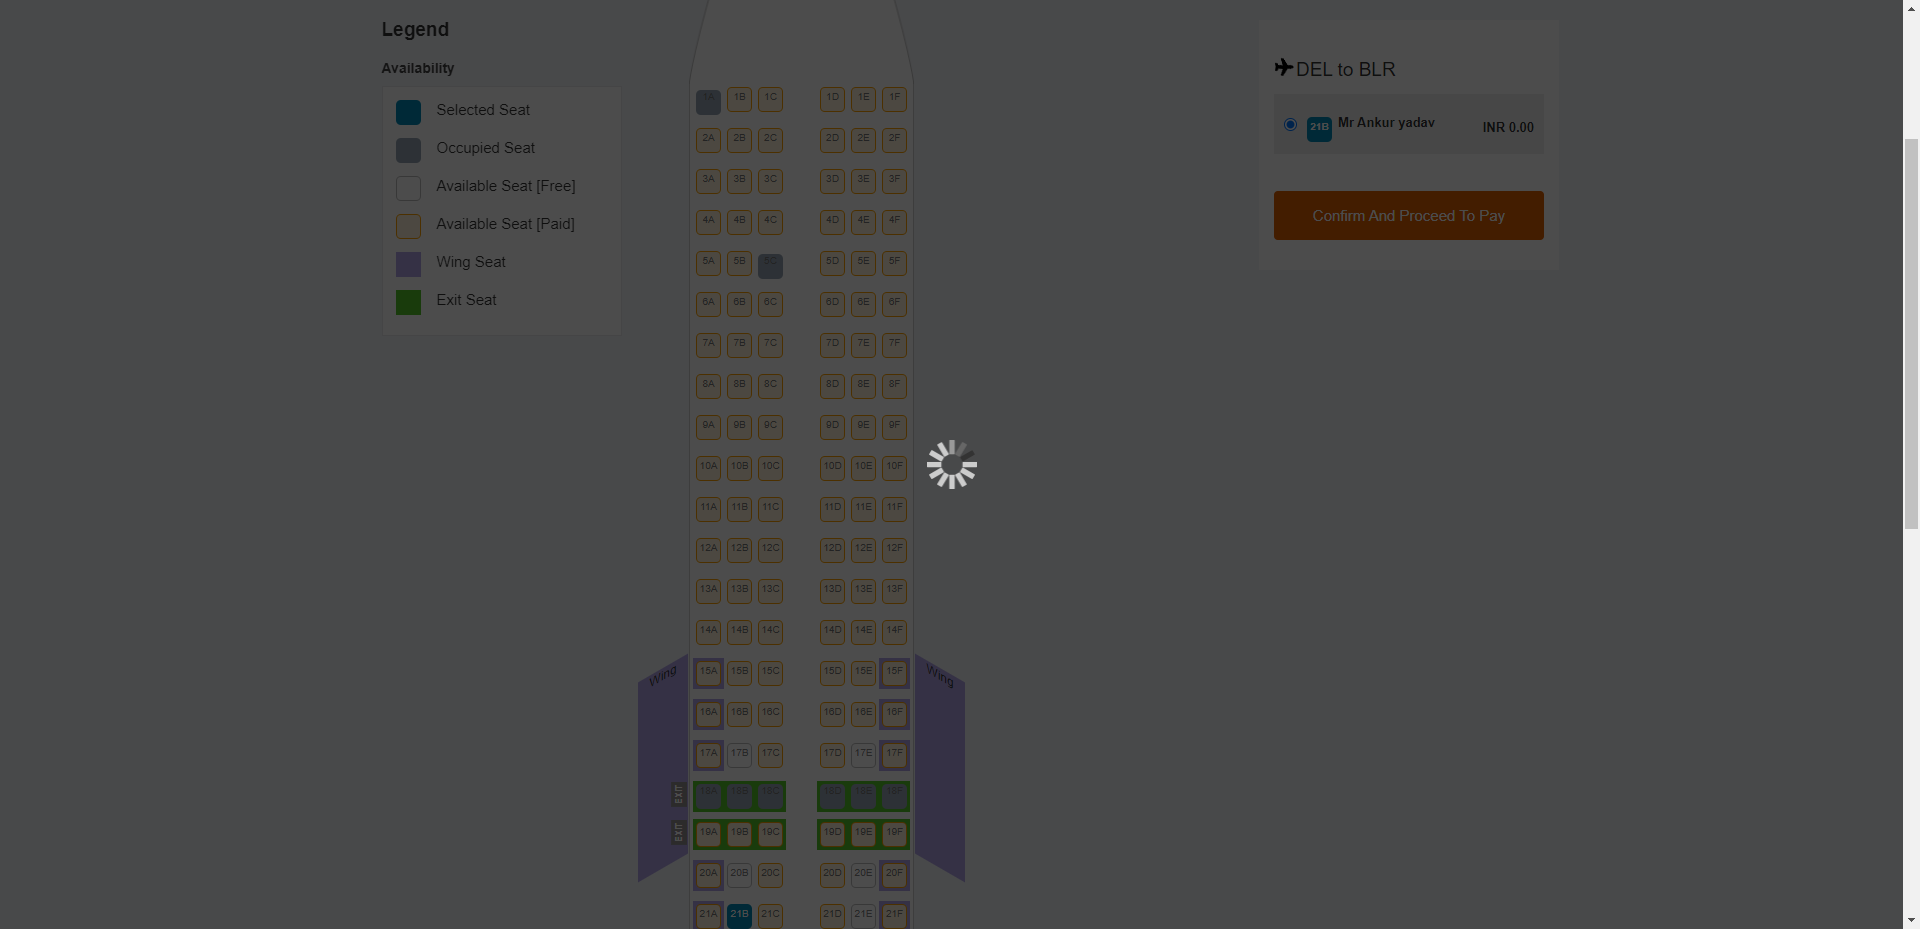 Legend
Availability
Selected Seat
Occupied Seat
Available Seat [Free]
Available Seat [Paid]
Wing Seat
Exit Seat
1A 1B 1C 1D 1E 1F
2A 2B 2C 2D 2E 2F
3A 3B 3C 3D 3E 3F
4A 4B 4C 4D 4E 4F
5A 5B 5C 5D 5E 5F
6A 6B 6C 6D 6E 6F
7A 7B 7C 7D 7E 7F
8A 8B 8C 8D 8E 8F
9A 9B 9C 9D 9E 9F
10A 10B 10C 10D 10E 10F
11A 11B 11C 11D 11E 11F
12A 12B 12C 12D 12E 12F
13A 13B 13C 13D 13E 13F
14A 14B 14C 14D 14E 14F
Wing 15A 15B 15C 15D 15E 15F Wing
16A 16B 16C 16D 16E 16F
17A 17B 17C 17D 17E 17F
EXIT 18A 18B 18C 18D 18E 18F
EXIT 19A 19B 19C 19D 19E 19F
20A 20B 20C 20D 20E 20F
21A 21B 21C 21D 21E 21F
DEL to BLR
21B Mr Ankur yadav INR 0.00
Confirm And Proceed To Pay